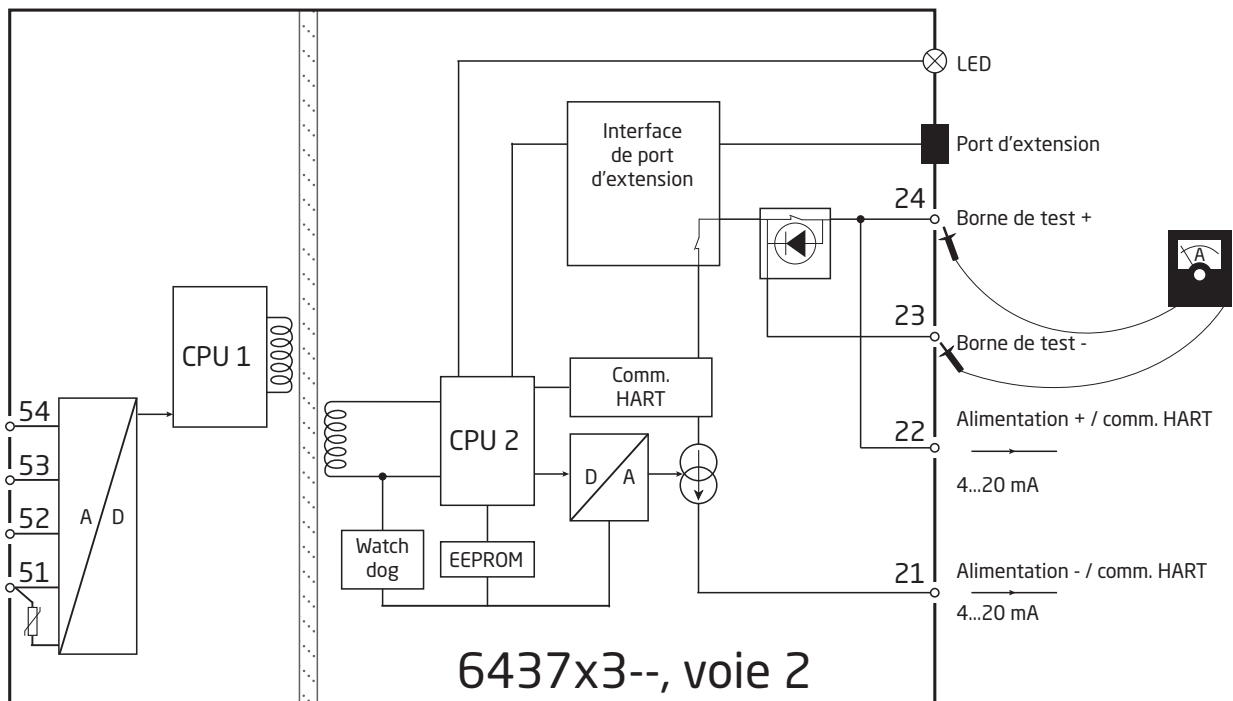 LED
Interface
de port
d'extension
Port d'extension
24
Borne de test +
A
CPU 1
23
Borne de test -
Comm.
HART
54
CPU 2
22
Alimentation + / comm. HART
53
D
A
4...20 mA
52
A
D
Watch
dog
EEPROM
51
21
Alimentation - / comm. HART
4...20 mA
6437x3--, voie 2